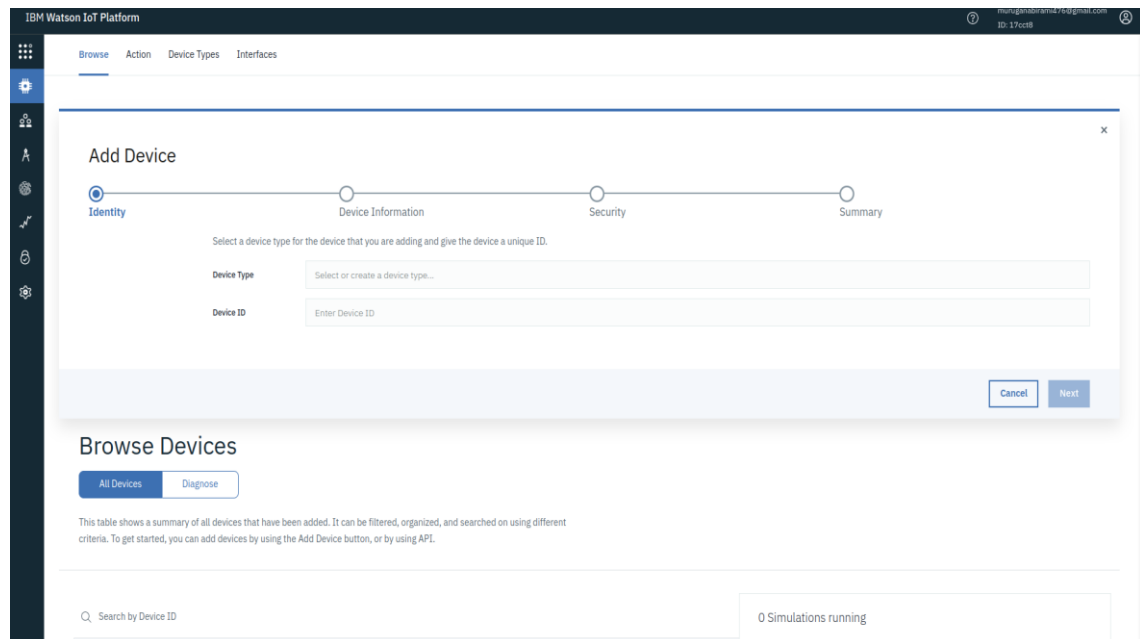 IBM Watson IoT Platform
muruganabirami476@gmail.com
ID: 17cct8
Browse Action Device Types Interfaces
x
Add Device
Identity Device Information Security Summary
Select a device type for the device that you are adding and give the device a unique ID.
Device Type Select or create a device type...
Device ID Enter Device ID
Cancel Next
Browse Devices
All Devices Diagnose
This table shows a summary of all devices that have been added. It can be filtered, organized, and searched on using different
criteria. To get started, you can add devices by using the Add Device button, or by using API.
Search by Device ID
0 Simulations running